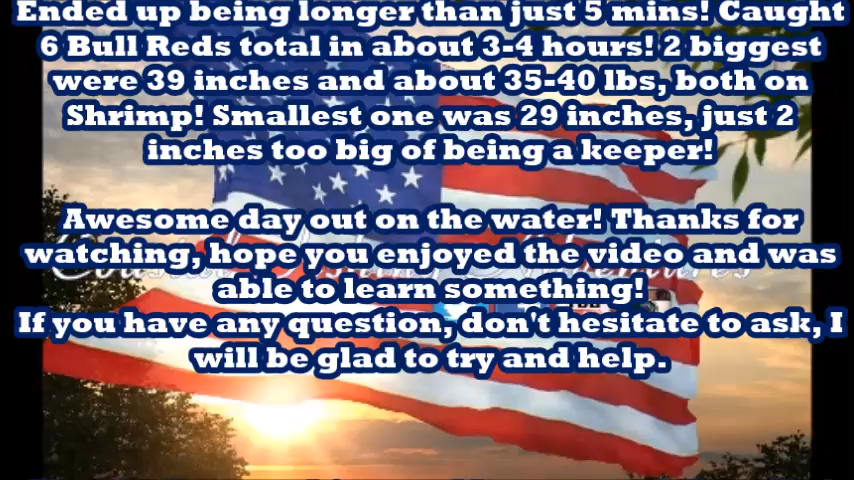 Ended up being longer than just 5 mins! Caught
6 Bull Reds total in about 3-4 hours! 2 biggest
were 39 inches and about 35-40 lbs, both on
Shrimp! Smallest one was 29 inches, just 2
inches too big of being a keeper!
Awesome day out on the water! Thanks for
watching, hope you enjoyed the video and was
able to learn something!
If you have any question, don't hesitate to ask, I
will be glad to try and help.